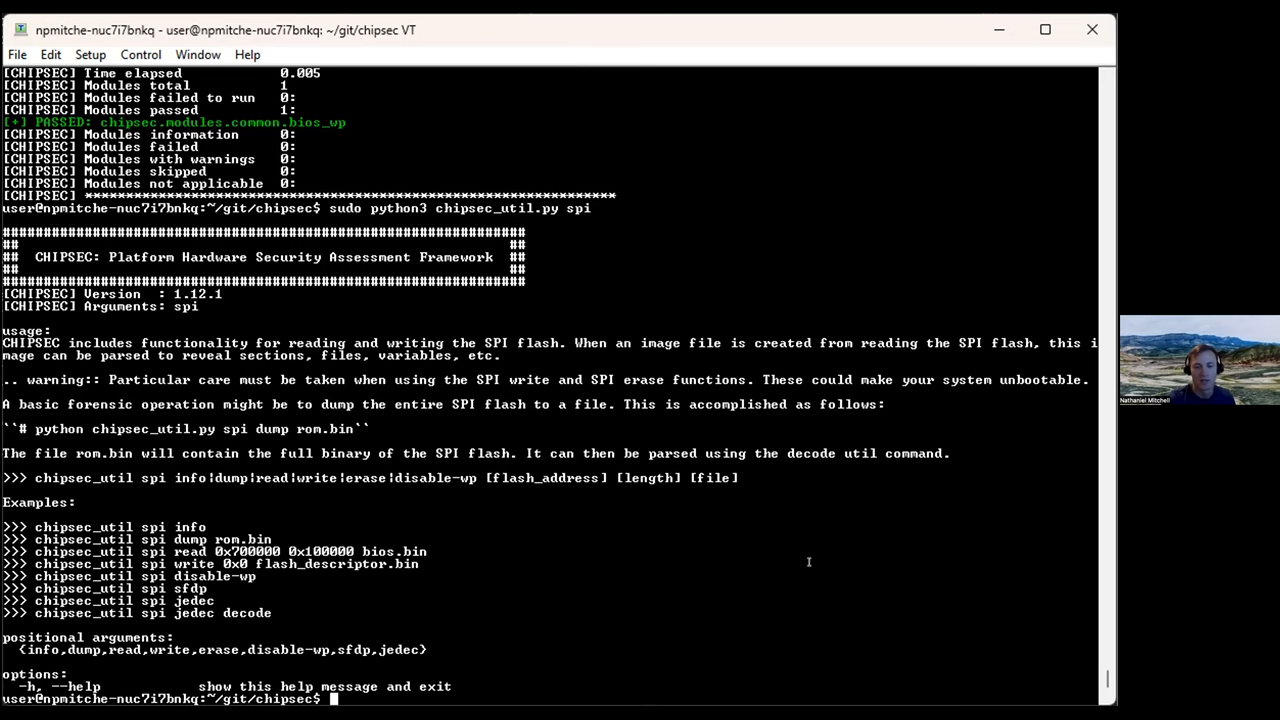 npmitche-nuc7i7bnkq - user@npmitche-nuc7i7bnkq: ~/git/chipsec VT
File Edit Setup Control Window Help
[CHIPSEC] Time elapsed 0.005
[CHIPSEC] Modules total 1
[CHIPSEC] Modules failed to run 0:
[CHIPSEC] Modules passed 1:
[+] PASSED: chipsec.modules.common.bios_wp
[CHIPSEC] Modules information 0:
[CHIPSEC] Modules failed 0:
[CHIPSEC] Modules with warnings 0:
[CHIPSEC] Modules skipped 0:
[CHIPSEC] Modules not applicable 0:
[CHIPSEC] *****************************************************************
user@npmitche-nuc7i7bnkq:~/git/chipsec$ sudo python3 chipsec_util.py spi
################################################################
## ##
## CHIPSEC: Platform Hardware Security Assessment Framework ##
## ##
################################################################
[CHIPSEC] Version : 1.12.1
[CHIPSEC] Arguments: spi
usage:
CHIPSEC includes functionality for reading and writing the SPI flash. When an image file is created from reading the SPI flash, this i
mage can be parsed to reveal sections, files, variables, etc.
.. warning:: Particular care must be taken when using the SPI write and SPI erase functions. These could make your system unbootable.
A basic forensic operation might be to dump the entire SPI flash to a file. This is accomplished as follows:
``# python chipsec_util.py spi dump rom.bin``
The file rom.bin will contain the full binary of the SPI flash. It can then be parsed using the decode util command.
>>> chipsec_util spi info|dump|read|write|erase|disable-wp [flash_address] [length] [file]
Examples:
>>> chipsec_util spi info
>>> chipsec_util spi dump rom.bin
>>> chipsec_util spi read 0x700000 0x100000 bios.bin
>>> chipsec_util spi write 0x0 flash_descriptor.bin
>>> chipsec_util spi disable-wp
>>> chipsec_util spi sfdp
>>> chipsec_util spi jedec
>>> chipsec_util spi jedec decode
positional arguments:
{info,dump,read,write,erase,disable-wp,sfdp,jedec}
options:
-h, --help show this help message and exit
user@npmitche-nuc7i7bnkq:~/git/chipsec$
Nathaniel Mitchell